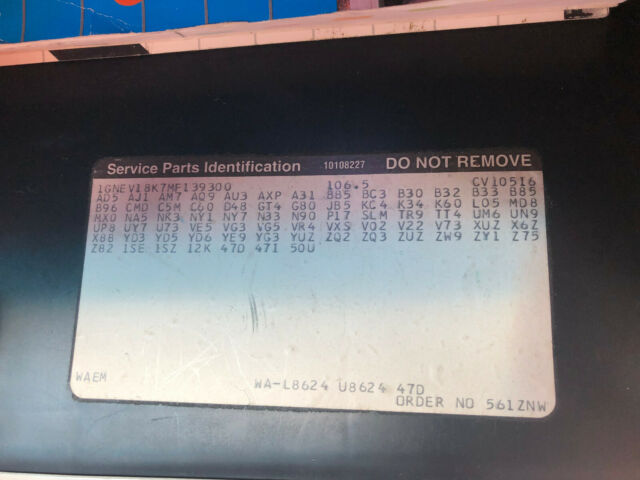 Service Parts Identification 10108227 DO NOT REMOVE
1GNEV18K7MF139300 106.5 CV10516
AD5 AJ1 AM7 AQ9 AU3 AXP A31 B85 BC3 B30 B32 B33 B85
B96 CMD C5M C60 D48 GT4 G80 JB5 KC4 K34 K60 L05 MD8
MX0 NA5 NK3 NY1 NY7 N33 N90 P17 SLM TR9 TT4 UM6 UN9
UP8 UY7 U73 VE5 VG3 VG5 VR4 VXS V02 V22 V73 XUZ X6Z
X88 YD3 YD5 YD6 YE9 YG3 YUZ ZQ2 ZQ3 ZUZ ZW9 ZY1 Z75
Z82 1SE 1SZ 12K 47D 47I 50U
WAEM
WA-L8624 U8624 47D
ORDER NO 561ZNW